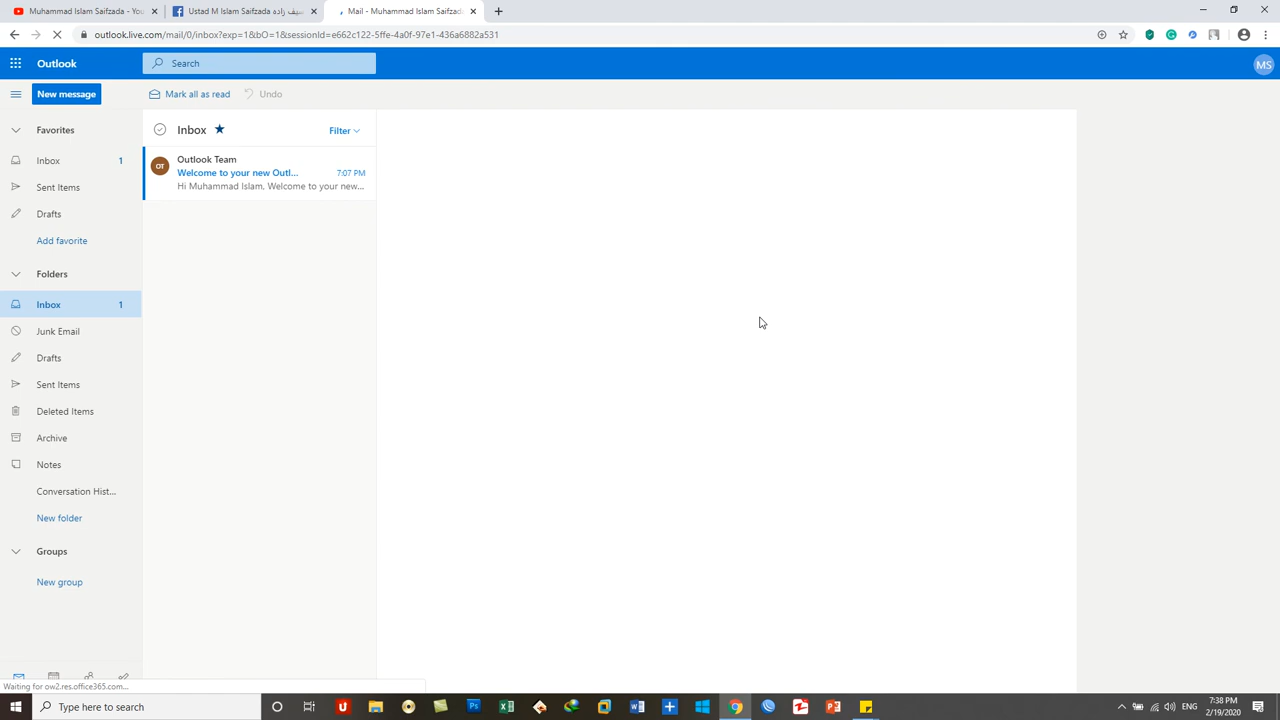 Muhammad Islam Saifzada - You
Ustad M Islam Saifzada سیف زاده
Mail - Muhammad Islam Saifzada
outlook.live.com/mail/0/inbox?exp=1&bO=1&sessionId=e662c122-5ffe-4a0f-97e1-436a6882a531
Outlook
Search
MS
New message
Mark all as read
Undo
Favorites
Inbox 1
Sent Items
Drafts
Add favorite
Folders
Inbox 1
Junk Email
Drafts
Sent Items
Deleted Items
Archive
Notes
Conversation Hist...
New folder
Groups
New group
Inbox
Filter
OT
Outlook Team
Welcome to your new Outl... 7:07 PM
Hi Muhammad Islam, Welcome to your new...
Waiting for ow2.res.office365.com...
Type here to search
ENG
7:38 PM
2/19/2020